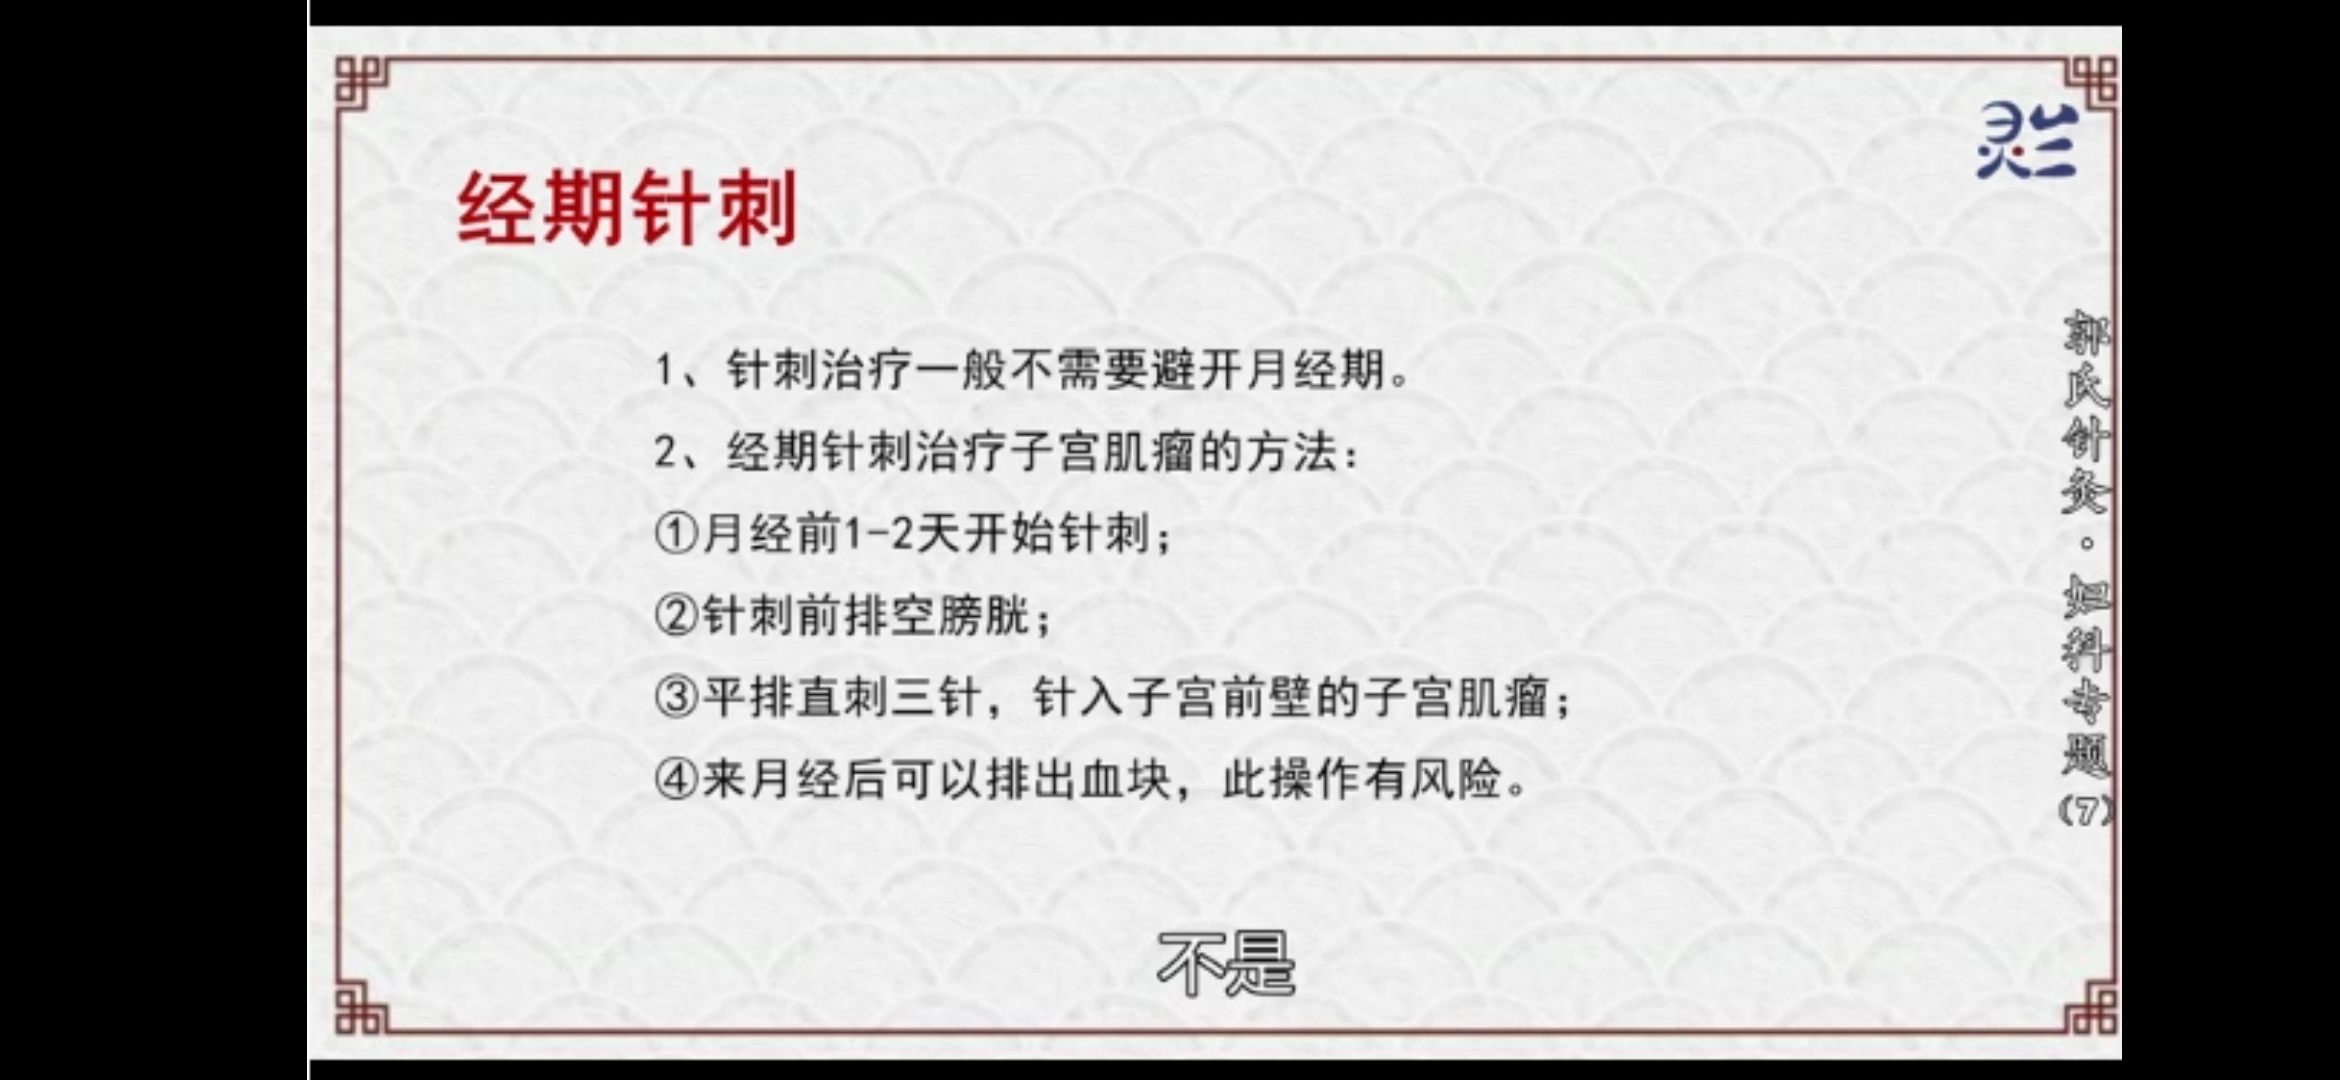 经期针刺
1、针刺治疗一般不需要避开月经期。
2、经期针刺治疗子宫肌瘤的方法：
①月经前1-2天开始针刺；
②针刺前排空膀胱；
③平排直刺三针，针入子宫前壁的子宫肌瘤；
④来月经后可以排出血块，此操作有风险。
不是
灵兰
郭氏针灸·妇科专题(7)